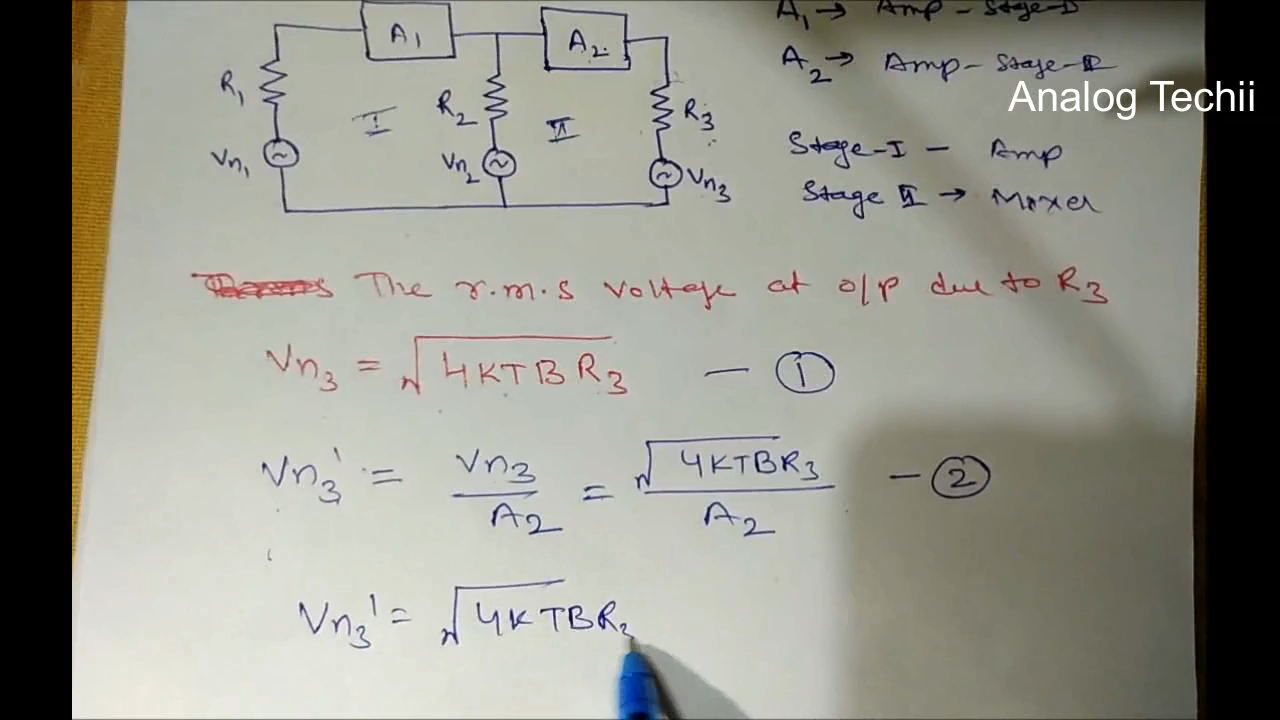 A₁ → Amp - Stage-I
A₂ → Amp - Stage-II
Analog Techii
A₁
A₂
R₁
R₂
R₃
I
II
Vn₁
Vn₂
Vn₃
Stage-I - Amp
Stage II → Mixer
The r.m.s voltage at o/p due to R₃
Vn₃ = √4KTBR₃ - ①
Vn₃' = Vn₃/A₂ = √4KTBR₃/A₂ - ②
Vn₃' = √4KTBR₃